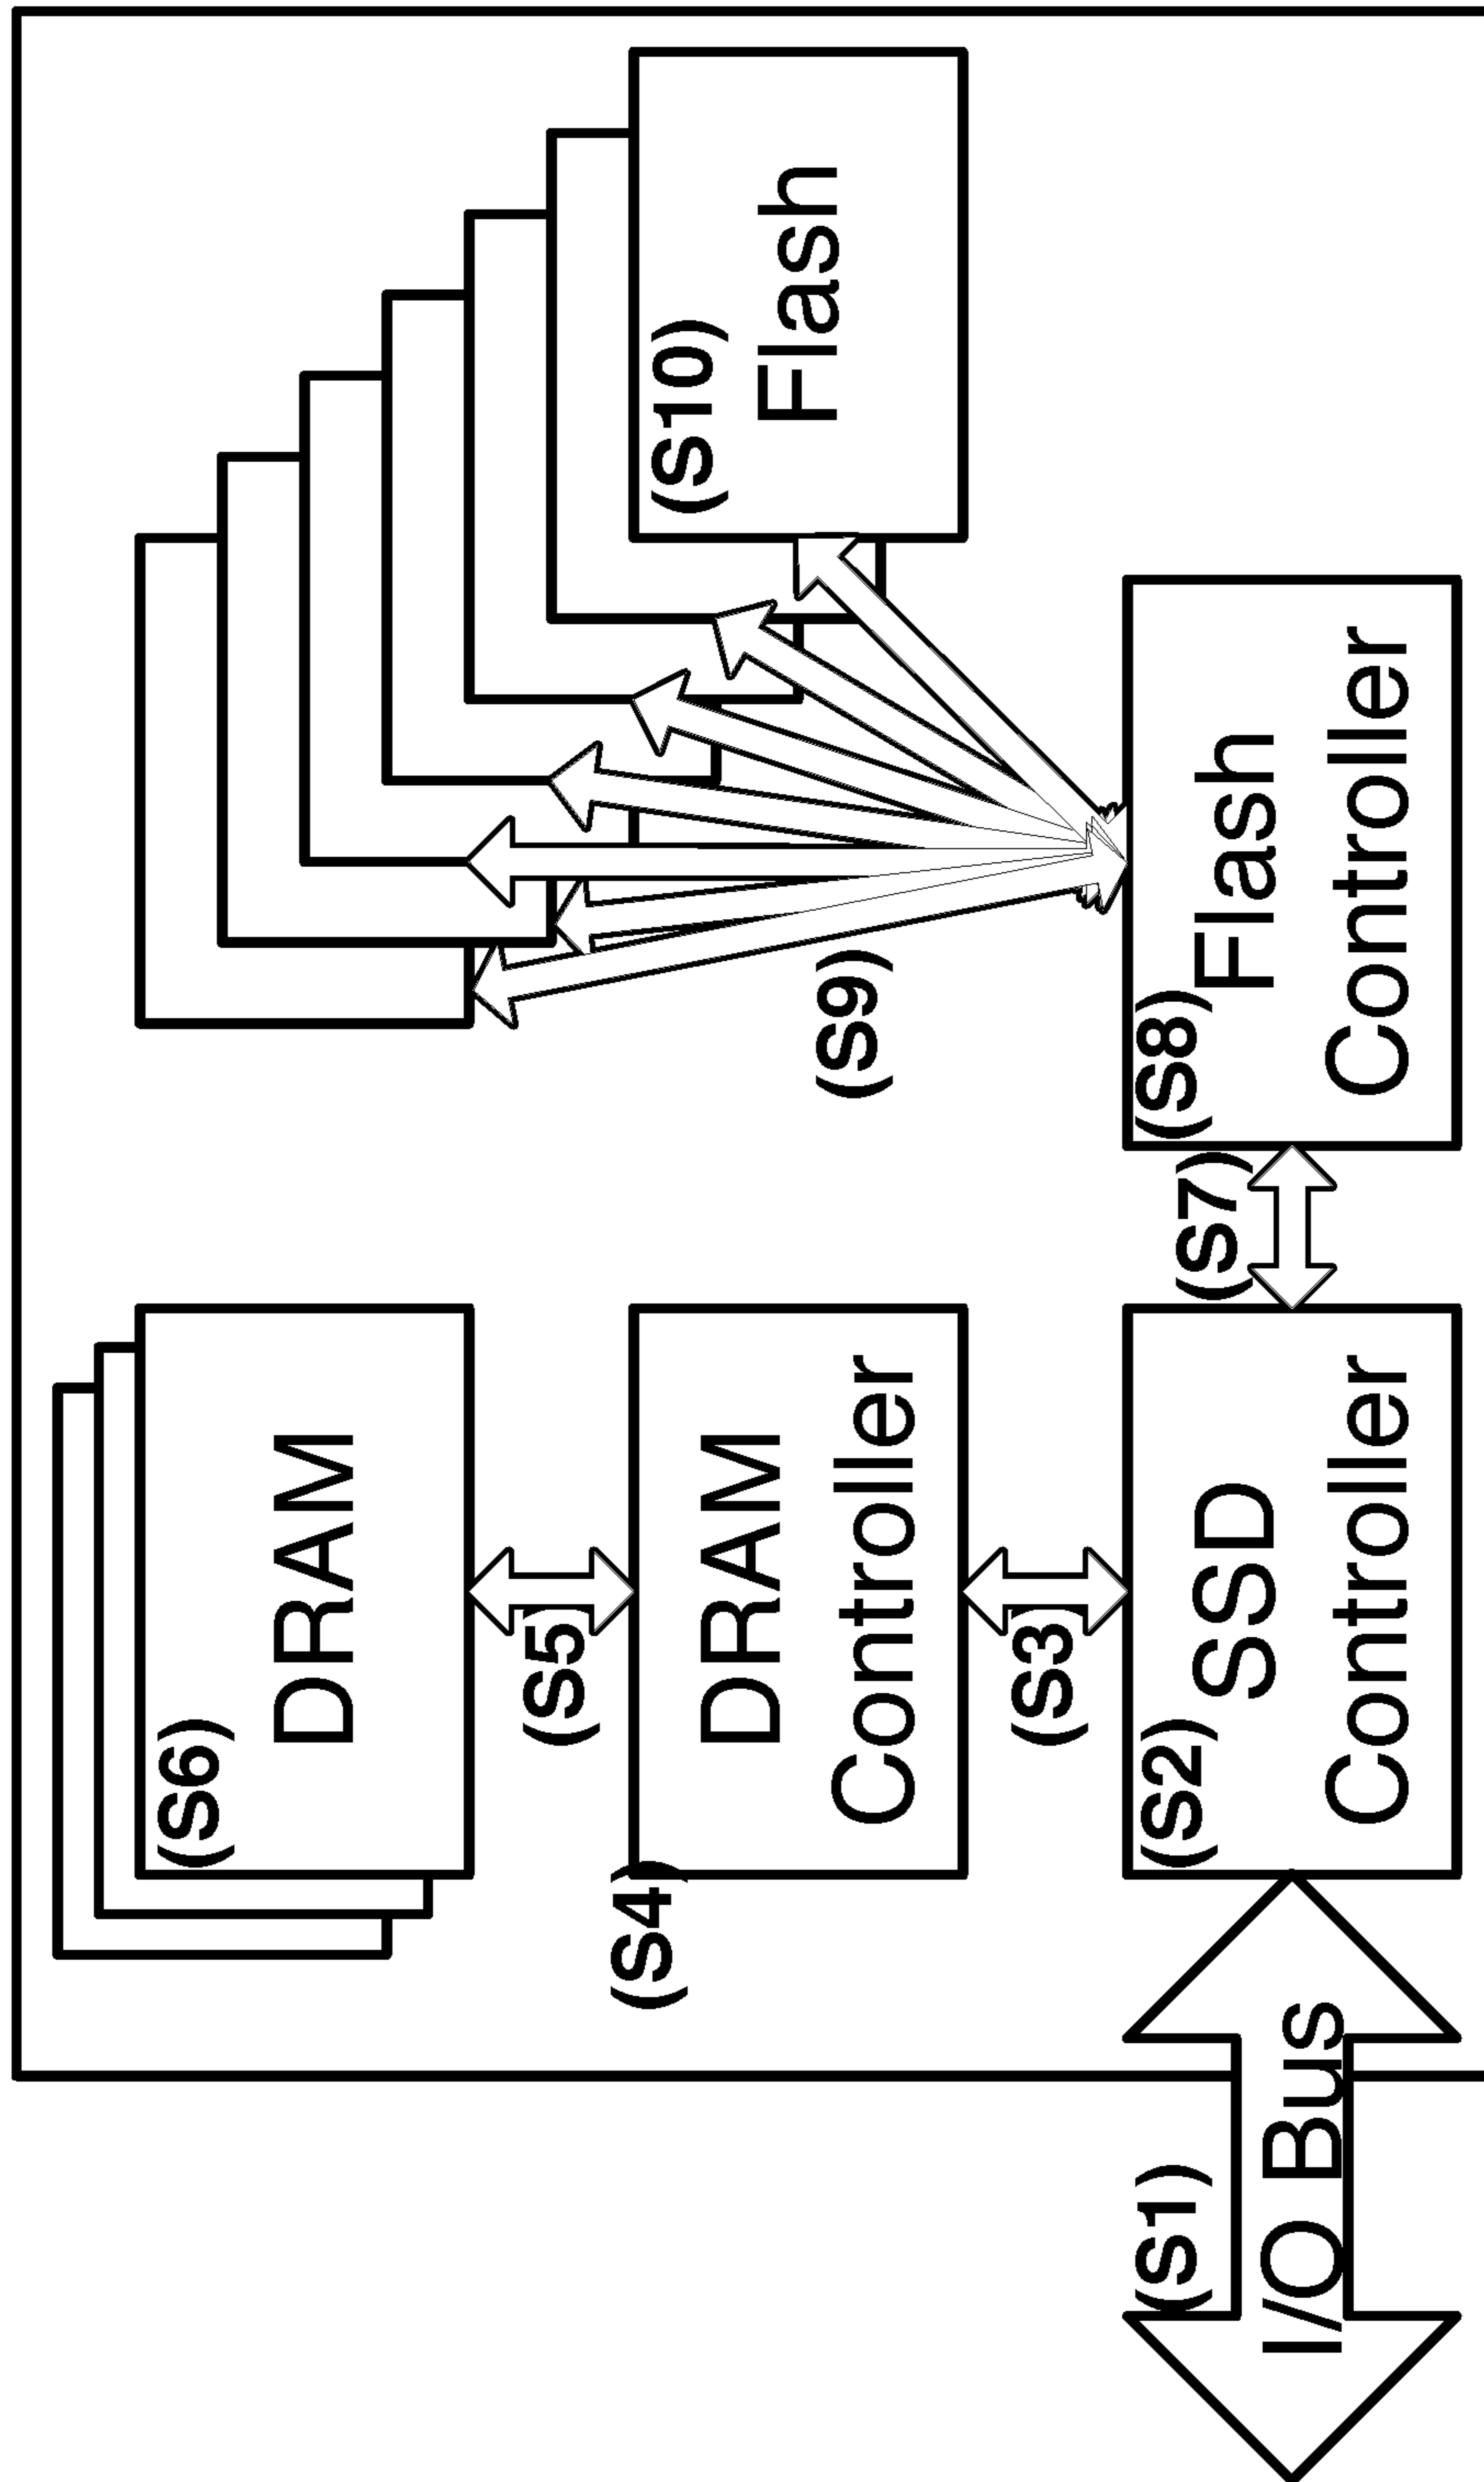 (S6)
DRAM
(S5)
(S4)
DRAM
Controller
(S3)
(S1)
I/O Bus
(S2)
SSD
Controller
(S7)
(S8)
Flash
Controller
(S9)
(S10)
Flash